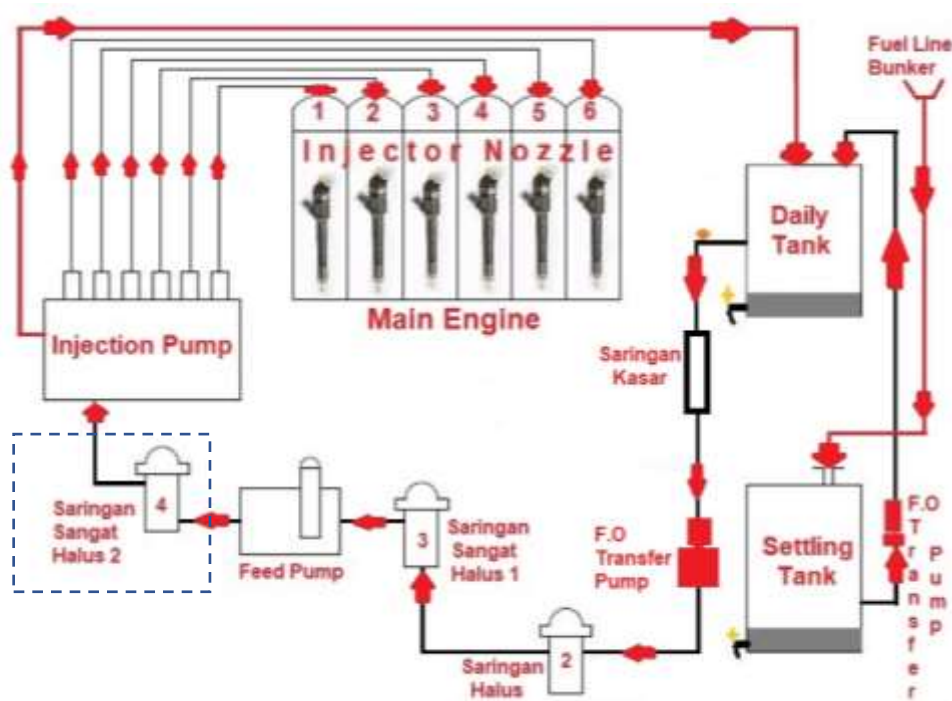 Fuel Line
Bunker
1 2 3 4 5 6
Injector Nozzle
Main Engine
Daily
Tank
Injection Pump
Saringan
Kasar
4
Saringan
Sangat
Halus 2
Feed Pump
3
Saringan
Sangat
Halus 1
F.O
Transfer
Pump
Settling
Tank
F.O
Transfer
Pump
2
Saringan
Halus